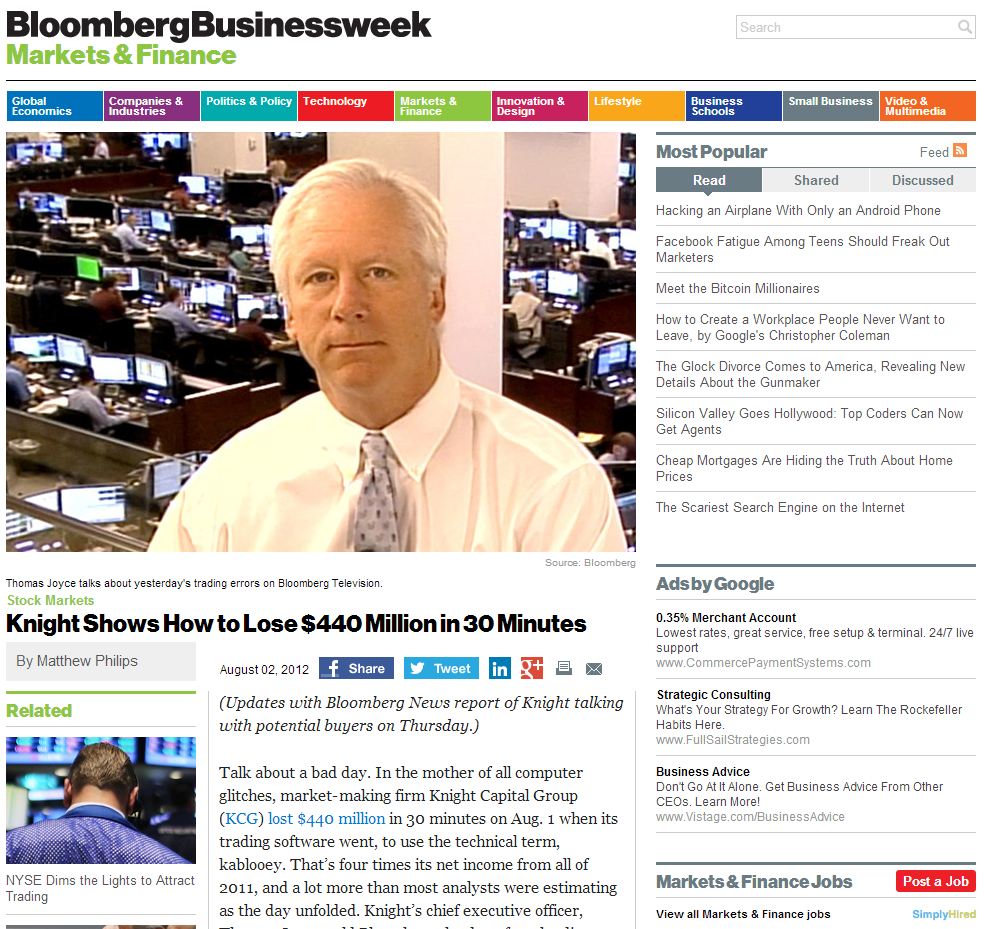 BloombergBusinessweek
Markets & Finance
Search
Global Economics
Companies & Industries
Politics & Policy
Technology
Markets & Finance
Innovation & Design
Lifestyle
Business Schools
Small Business
Video & Multimedia
Source: Bloomberg
Thomas Joyce talks about yesterday's trading errors on Bloomberg Television.
Stock Markets
Knight Shows How to Lose $440 Million in 30 Minutes
By Matthew Philips
August 02, 2012
Share
Tweet
in
g+
Related
NYSE Dims the Lights to Attract
Trading
(Updates with Bloomberg News report of Knight talking
with potential buyers on Thursday.)
Talk about a bad day. In the mother of all computer
glitches, market-making firm Knight Capital Group
(KCG) lost $440 million in 30 minutes on Aug. 1 when its
trading software went, to use the technical term,
kablooey. That's four times its net income from all of
2011, and a lot more than most analysts were estimating
as the day unfolded. Knight's chief executive officer,
Most Popular
Feed
Read
Shared
Discussed
Hacking an Airplane With Only an Android Phone
Facebook Fatigue Among Teens Should Freak Out
Marketers
Meet the Bitcoin Millionaires
How to Create a Workplace People Never Want to
Leave, by Google's Christopher Coleman
The Glock Divorce Comes to America, Revealing New
Details About the Gunmaker
Silicon Valley Goes Hollywood: Top Coders Can Now
Get Agents
Cheap Mortgages Are Hiding the Truth About Home
Prices
The Scariest Search Engine on the Internet
Ads by Google
0.35% Merchant Account
Lowest rates, great service, free setup & terminal. 24/7 live
support
www.CommercePaymentSystems.com
Strategic Consulting
What's Your Strategy For Growth? Learn The Rockefeller
Habits Here.
www.FullSailStrategies.com
Business Advice
Don't Go At It Alone. Get Business Advice From Other
CEOs. Learn More!
www.Vistage.com/BusinessAdvice
Markets & Finance Jobs
Post a Job
View all Markets & Finance jobs
SimplyHired